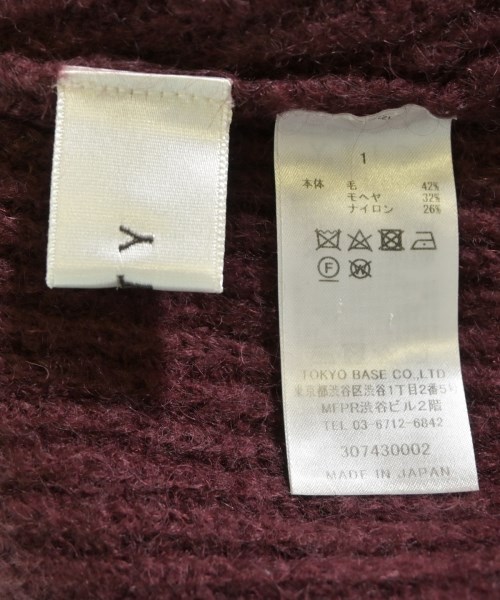 T Y
1
本体 毛 42%
モヘヤ 32%
ナイロン 26%
F W
TOKYO BASE CO.,LTD
東京都渋谷区渋谷1丁目2番5号
MFPR渋谷ビル2階
TEL 03-6712-6842
307430002
MADE IN JAPAN